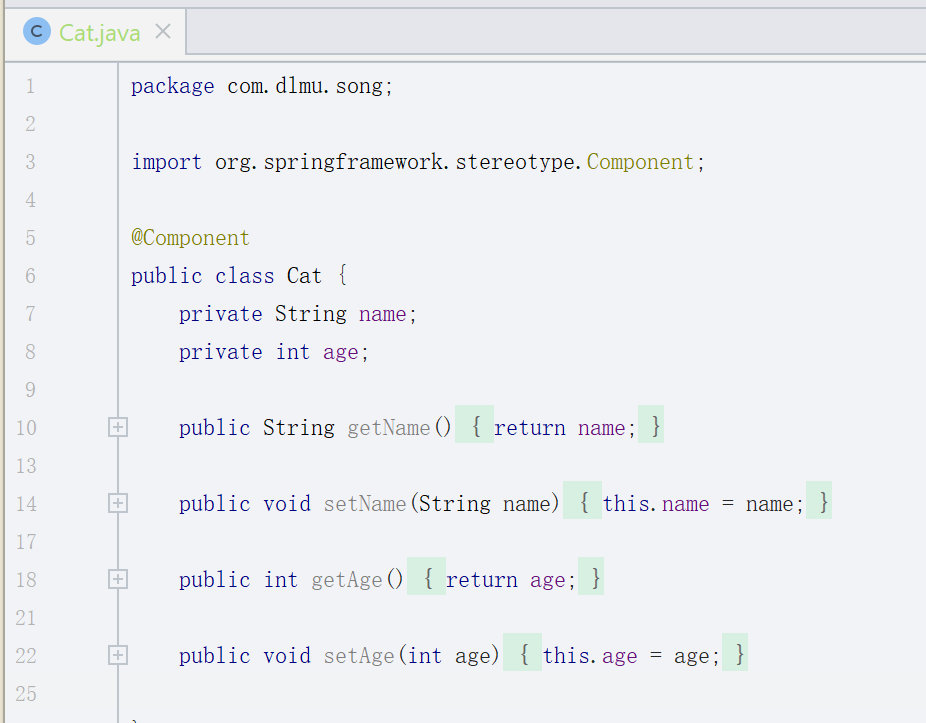 C Cat.java
1 package com.dlmu.song;
2
3 import org.springframework.stereotype.Component;
4
5 @Component
6 public class Cat {
7 private String name;
8 private int age;
9
10 public String getName() { return name; }
13
14 public void setName(String name) { this.name = name; }
17
18 public int getAge() { return age; }
21
22 public void setAge(int age) { this.age = age; }
25